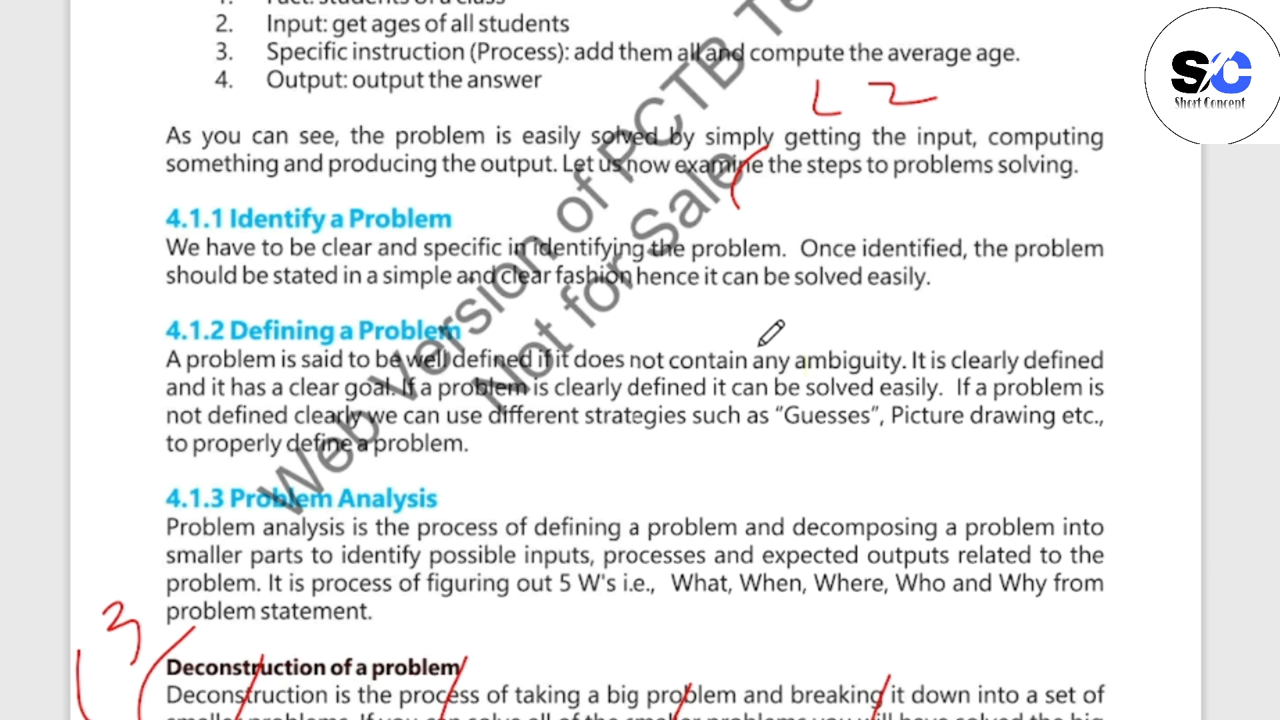 2. Input: get ages of all students
3. Specific instruction (Process): add them all and compute the average age.
4. Output: output the answer
As you can see, the problem is easily solved by simply getting the input, computing
something and producing the output. Let us now examine the steps to problems solving.
4.1.1 Identify a Problem
We have to be clear and specific in identifying the problem. Once identified, the problem
should be stated in a simple and clear fashion hence it can be solved easily.
4.1.2 Defining a Problem
A problem is said to be well defined if it does not contain any ambiguity. It is clearly defined
and it has a clear goal. If a problem is clearly defined it can be solved easily. If a problem is
not defined clearly we can use different strategies such as “Guesses”, Picture drawing etc.,
to properly define a problem.
4.1.3 Problem Analysis
Problem analysis is the process of defining a problem and decomposing a problem into
smaller parts to identify possible inputs, processes and expected outputs related to the
problem. It is process of figuring out 5 W's i.e., What, When, Where, Who and Why from
problem statement.
3
Deconstruction of a problem
Deconstruction is the process of taking a big problem and breaking it down into a set of
Web Version of PCTB
Not for Sale
S/C
Short Concept